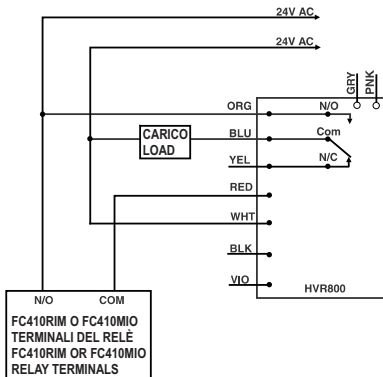 24V AC
24V AC
GRY
PNK
ORG
N/O
CARICO
LOAD
BLU
Com
YEL
N/C
RED
WHT
BLK
VIO
HVR800
N/O COM
FC410RIM O FC410MIO
TERMINALI DEL RELÈ
FC410RIM OR FC410MIO
RELAY TERMINALS